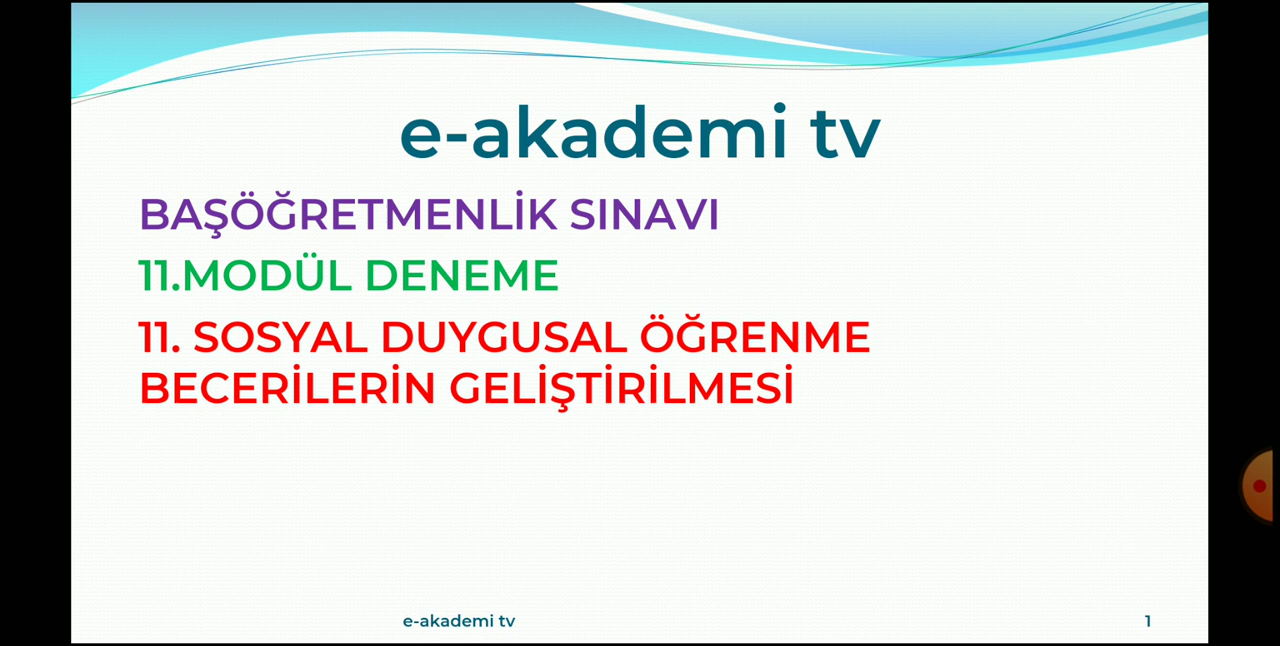 e-akademi tv
BAŞÖĞRETMENLİK SINAVI
11.MODÜL DENEME
11. SOSYAL DUYGUSAL ÖĞRENME
BECERİLERİN GELİŞTİRİLMESİ
e-akademi tv
1